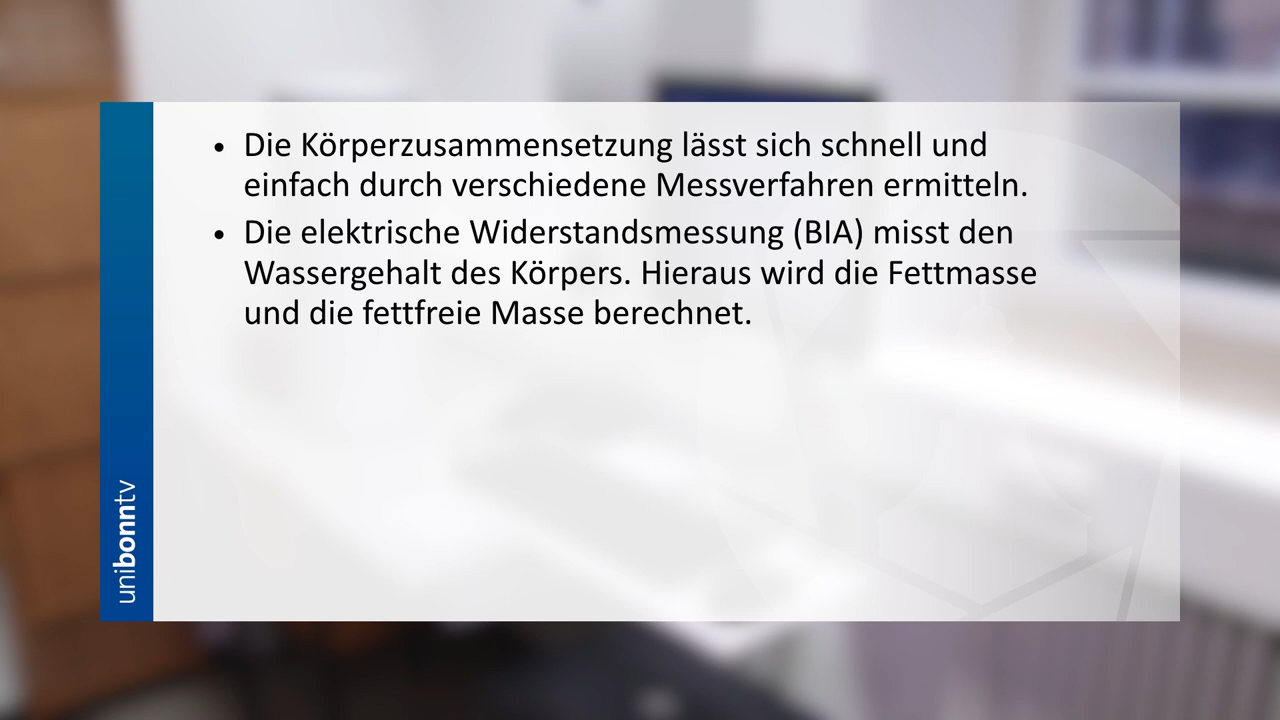 • Die Körperzusammensetzung lässt sich schnell und
einfach durch verschiedene Messverfahren ermitteln.
• Die elektrische Widerstandsmessung (BIA) misst den
Wassergehalt des Körpers. Hieraus wird die Fettmasse
und die fettfreie Masse berechnet.
unibonntv